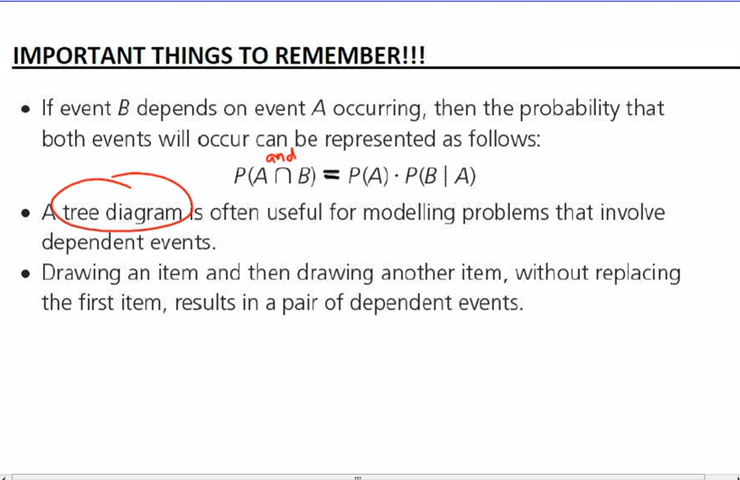 IMPORTANT THINGS TO REMEMBER!!!
• If event B depends on event A occurring, then the probability that
both events will occur can be represented as follows:
and
P(A ∩ B) = P(A) · P(B | A)
• A tree diagram is often useful for modelling problems that involve
dependent events.
• Drawing an item and then drawing another item, without replacing
the first item, results in a pair of dependent events.